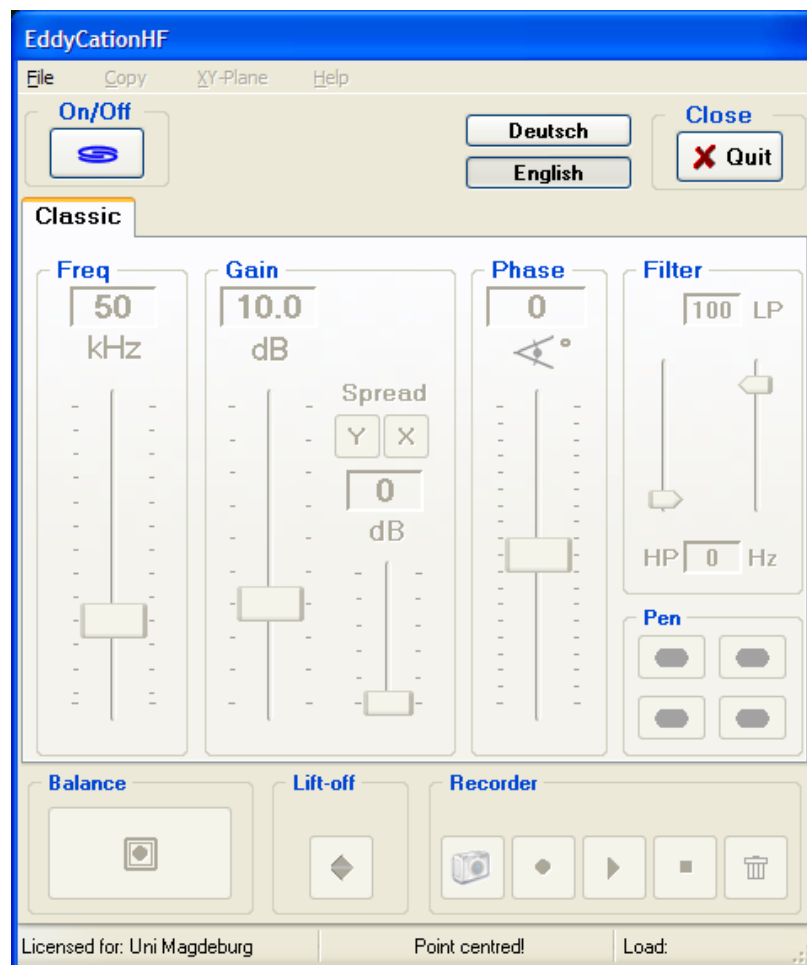 EddyCationHF
File Copy XY-Plane Help
On/Off
Deutsch
English
Close
Quit
Classic
Freq
50
kHz
Gain
10.0
dB
Spread
Y X
0
dB
Phase
0
°
Filter
100 LP
HP 0 Hz
Pen
Balance
Lift-off
Recorder
Licensed for: Uni Magdeburg Point centred! Load: